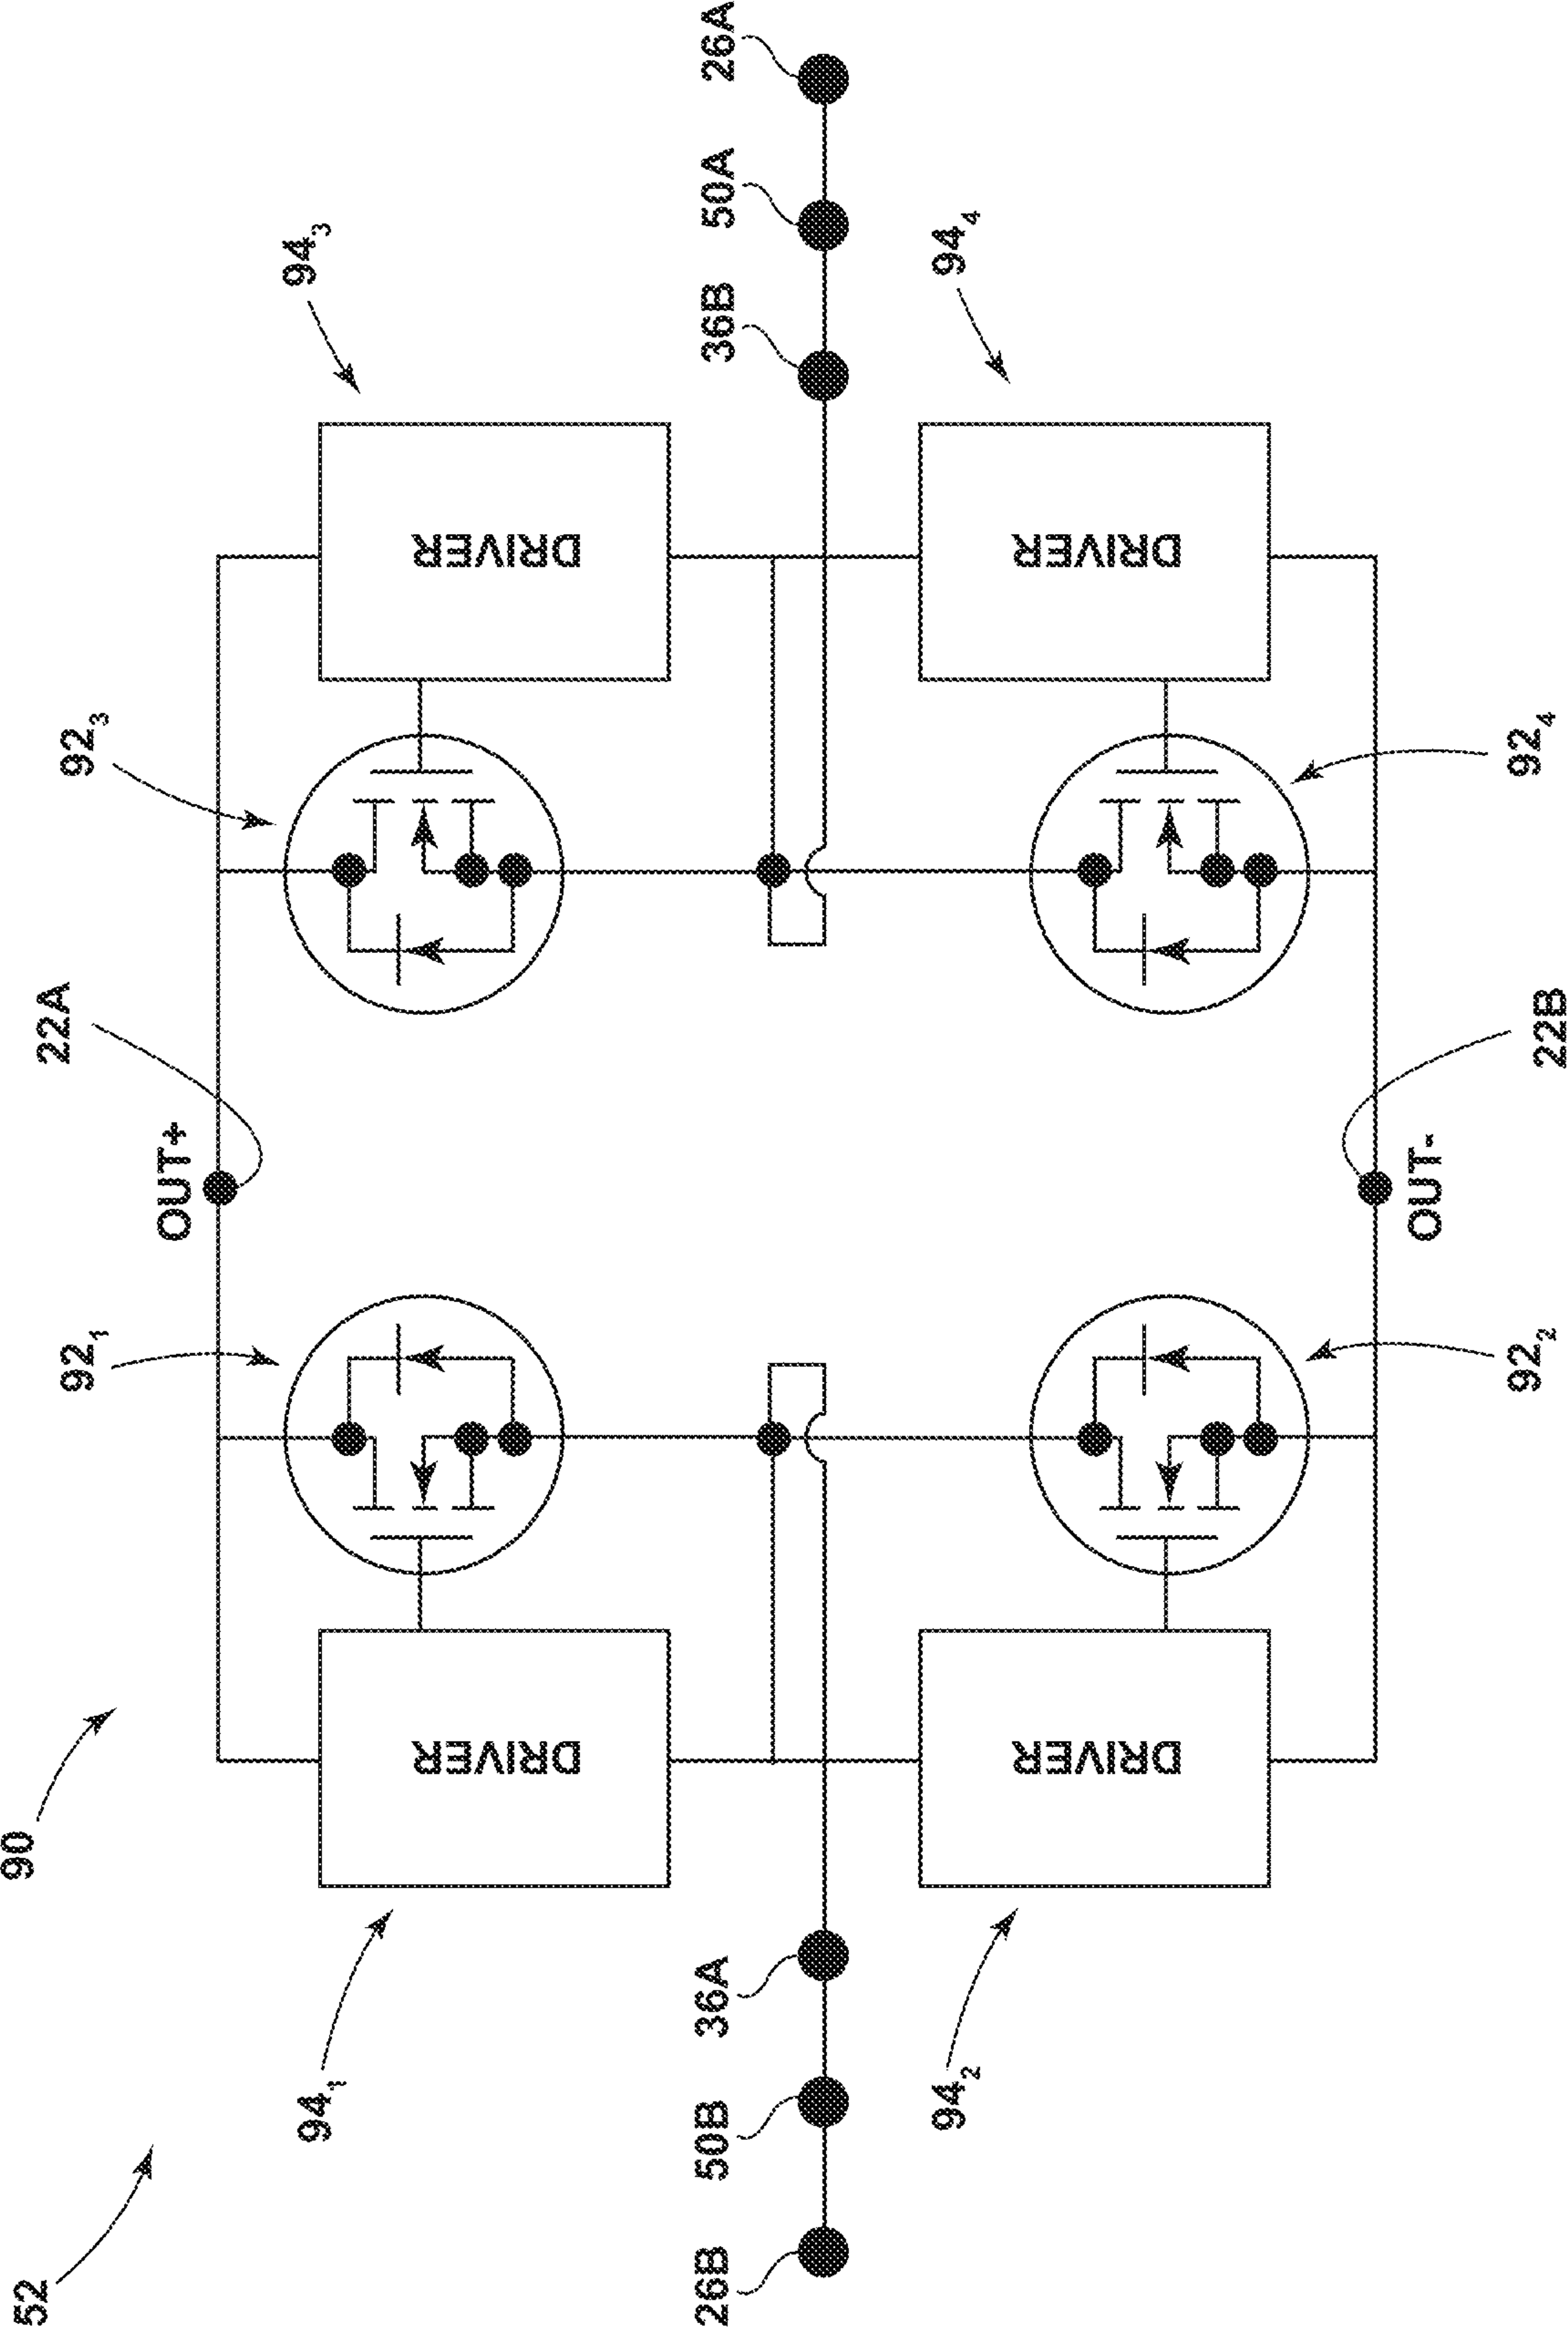 52
90
94₁
92₁
OUT+
22A
92₃
94₃
DRIVER
DRIVER
26B
50B
36A
36B
50A
26A
DRIVER
DRIVER
94₂
92₂
OUT-
22B
92₄
94₄